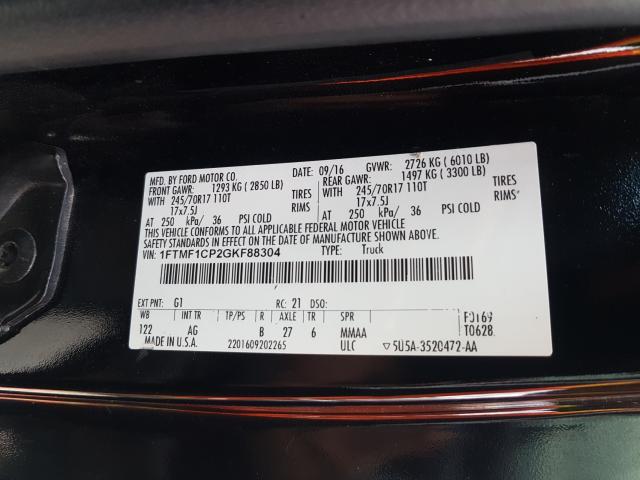 MFD. BY FORD MOTOR CO. 09/16 GVWR: 2726 KG ( 6010 LB)
FRONT GAWR: 1293 KG ( 2850 LB) REAR GAWR: 1497 KG ( 3300 LB)
WITH 245/70R17 110T TIRES WITH 245/70R17 110T TIRES
17x7.5J RIMS 17x7.5J RIMS'
AT 250 kPa/ 36 PSI COLD AT 250 kPa/ 36 PSI COLD
THIS VEHICLE CONFORMS TO ALL APPLICABLE FEDERAL MOTOR VEHICLE
SAFETY STANDARDS IN EFFECT ON THE DATE OF MANUFACTURE SHOWN ABOVE.
VIN: 1FTMF1CP2GKF88304 TYPE: Truck
EXT PNT: G1 RC: 21 DSO:
WB INT TR TP/PS R AXLE TR SPR F0169
122 AG B 27 6 MMAA T0628.
MADE IN U.S.A. 2201609202265 ULC ▽5U5A-3520472-AA